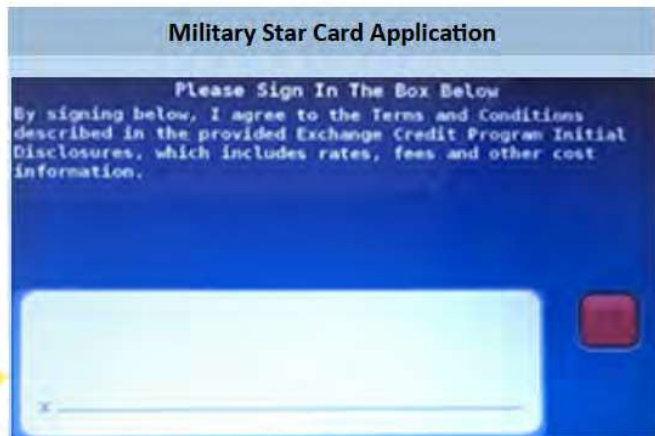 Military Star Card Application
Please Sign In The Box Below
By signing below, I agree to the Terms and Conditions
described in the provided Exchange Credit Program Initial
Disclosures, which includes rates, fees and other cost
information.
x